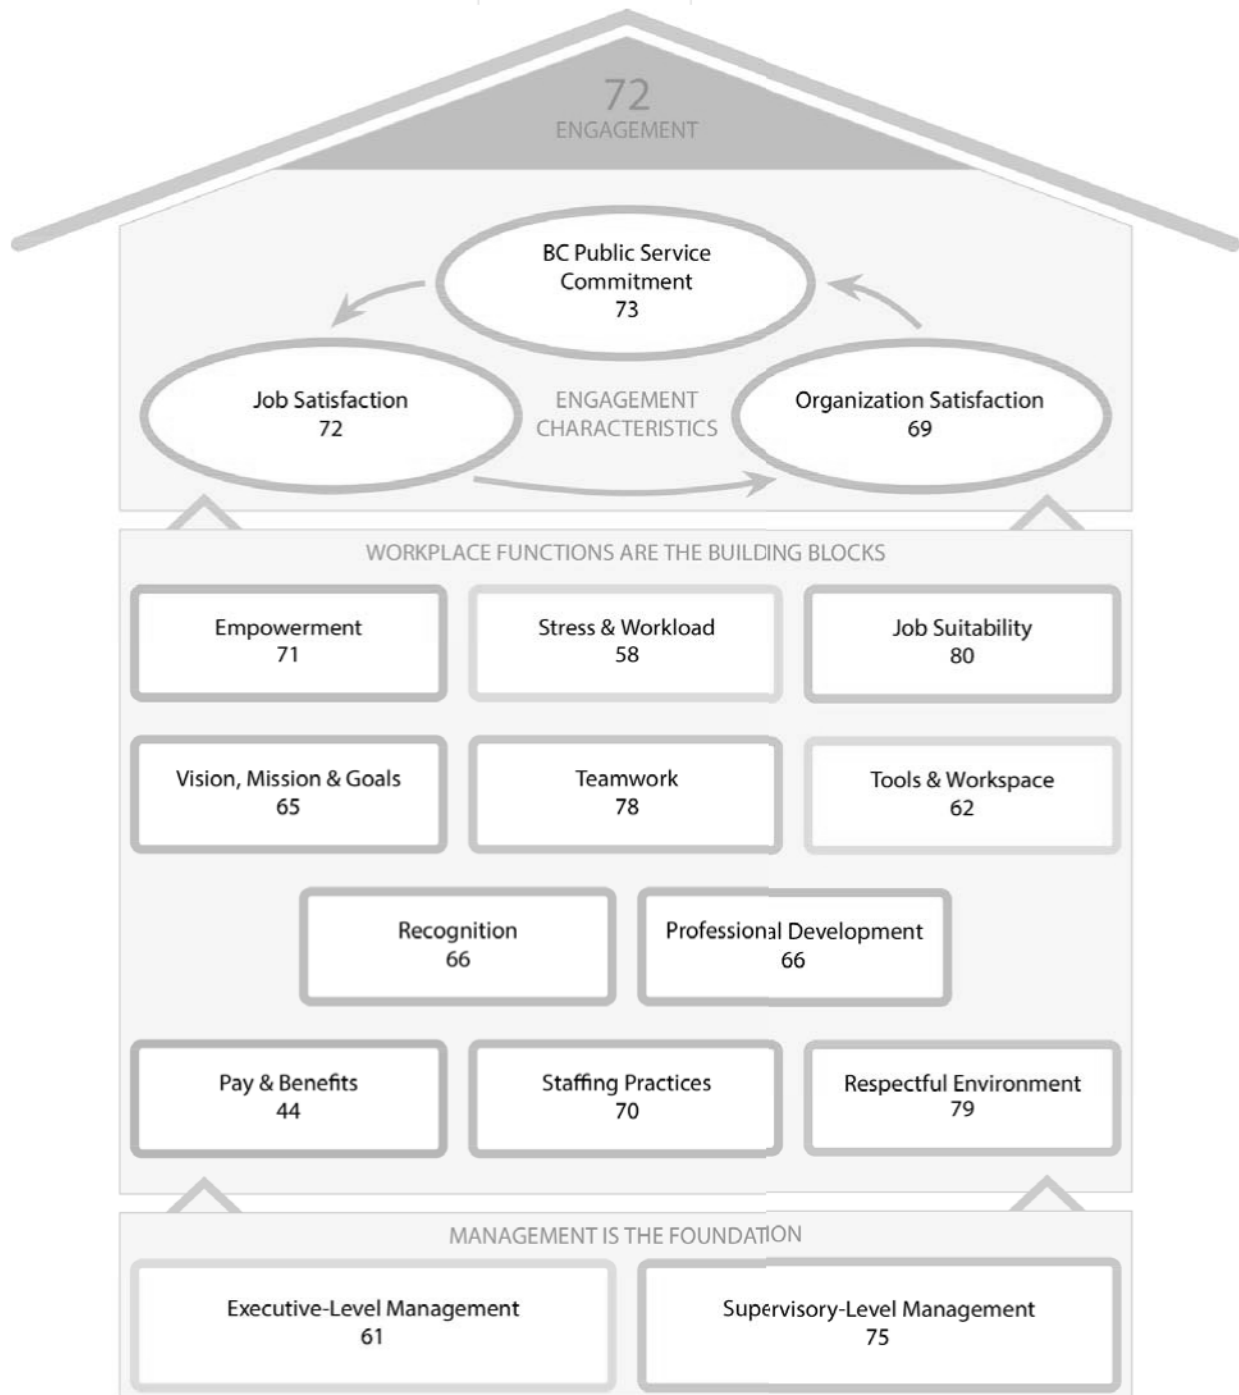 72
ENGAGEMENT
BC Public Service
Commitment
73
Job Satisfaction
72
ENGAGEMENT
CHARACTERISTICS
Organization Satisfaction
69
WORKPLACE FUNCTIONS ARE THE BUILDING BLOCKS
Empowerment
71
Stress & Workload
58
Job Suitability
80
Vision, Mission & Goals
65
Teamwork
78
Tools & Workspace
62
Recognition
66
Professional Development
66
Pay & Benefits
44
Staffing Practices
70
Respectful Environment
79
MANAGEMENT IS THE FOUNDATION
Executive-Level Management
61
Supervisory-Level Management
75